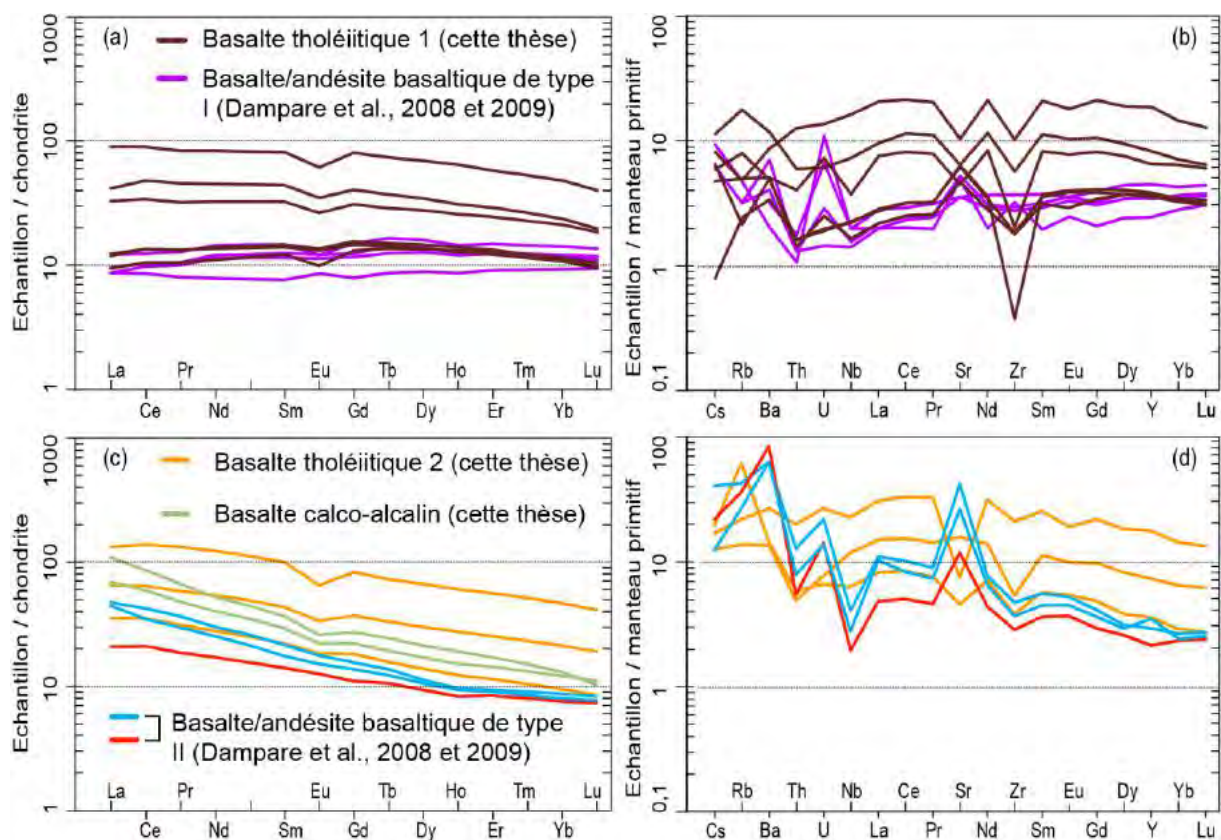 (a)
Basalte tholéiitique 1 (cette thèse)
Basalte/andésite basaltique de type
I (Dampare et al., 2008 et 2009)
Echantillon / chondrite
1000
100
10
1
La Pr Nd Sm Eu Tb Ho Tm Lu
Ce Gd Dy Er Yb
(b)
Echantillon / manteau primitif
100
10
1
0.1
Rb Th Nb Ce Sr Zr Eu Dy Yb
Cs Ba U La Pr Nd Sm Gd Y Lu
(c)
Basalte tholéiitique 2 (cette thèse)
Basalte calco-alcalin (cette thèse)
Basalte/andésite basaltique de type
II (Dampare et al., 2008 et 2009)
Echantillon / chondrite
1000
100
10
1
La Pr Eu Tb Ho Tm Lu
Ce Nd Sm Gd Dy Er Yb
(d)
Echantillon / manteau primitif
100
10
1
0.1
Rb Th Nb Ce Sr Zr Eu Dy Yb
Cs Ba U La Pr Nd Sm Gd Y Lu